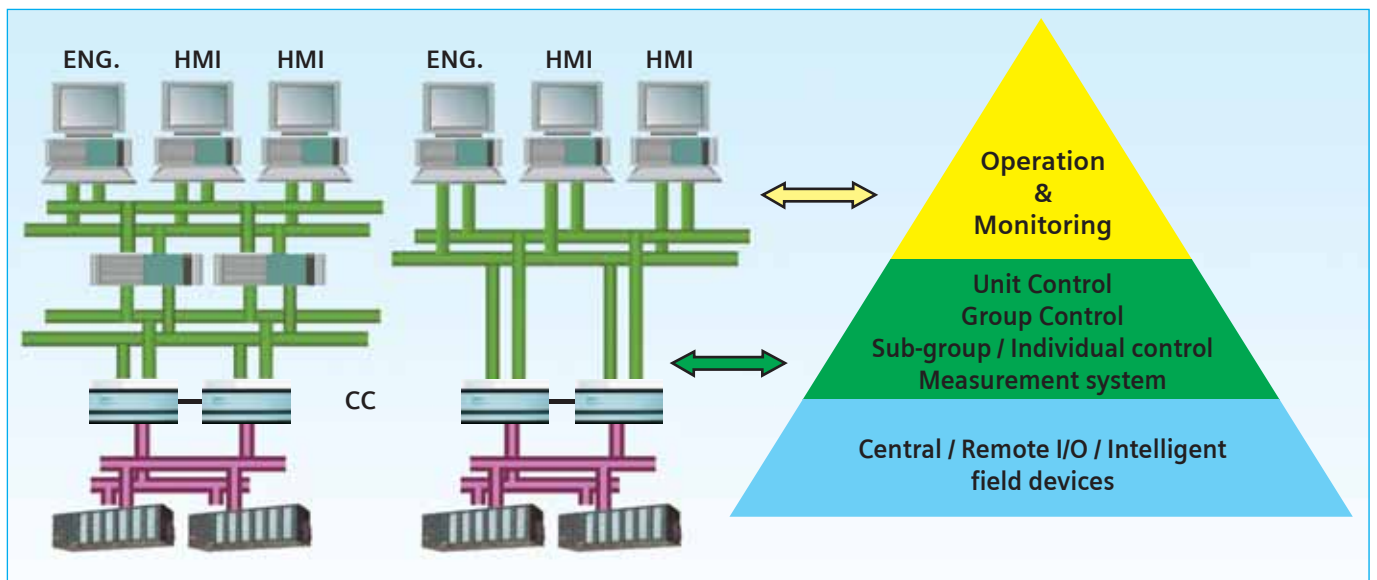 ENG.
HMI
HMI
ENG.
HMI
HMI
CC
Operation
&
Monitoring
Unit Control
Group Control
Sub-group / Individual control
Measurement system
Central / Remote I/O / Intelligent
field devices